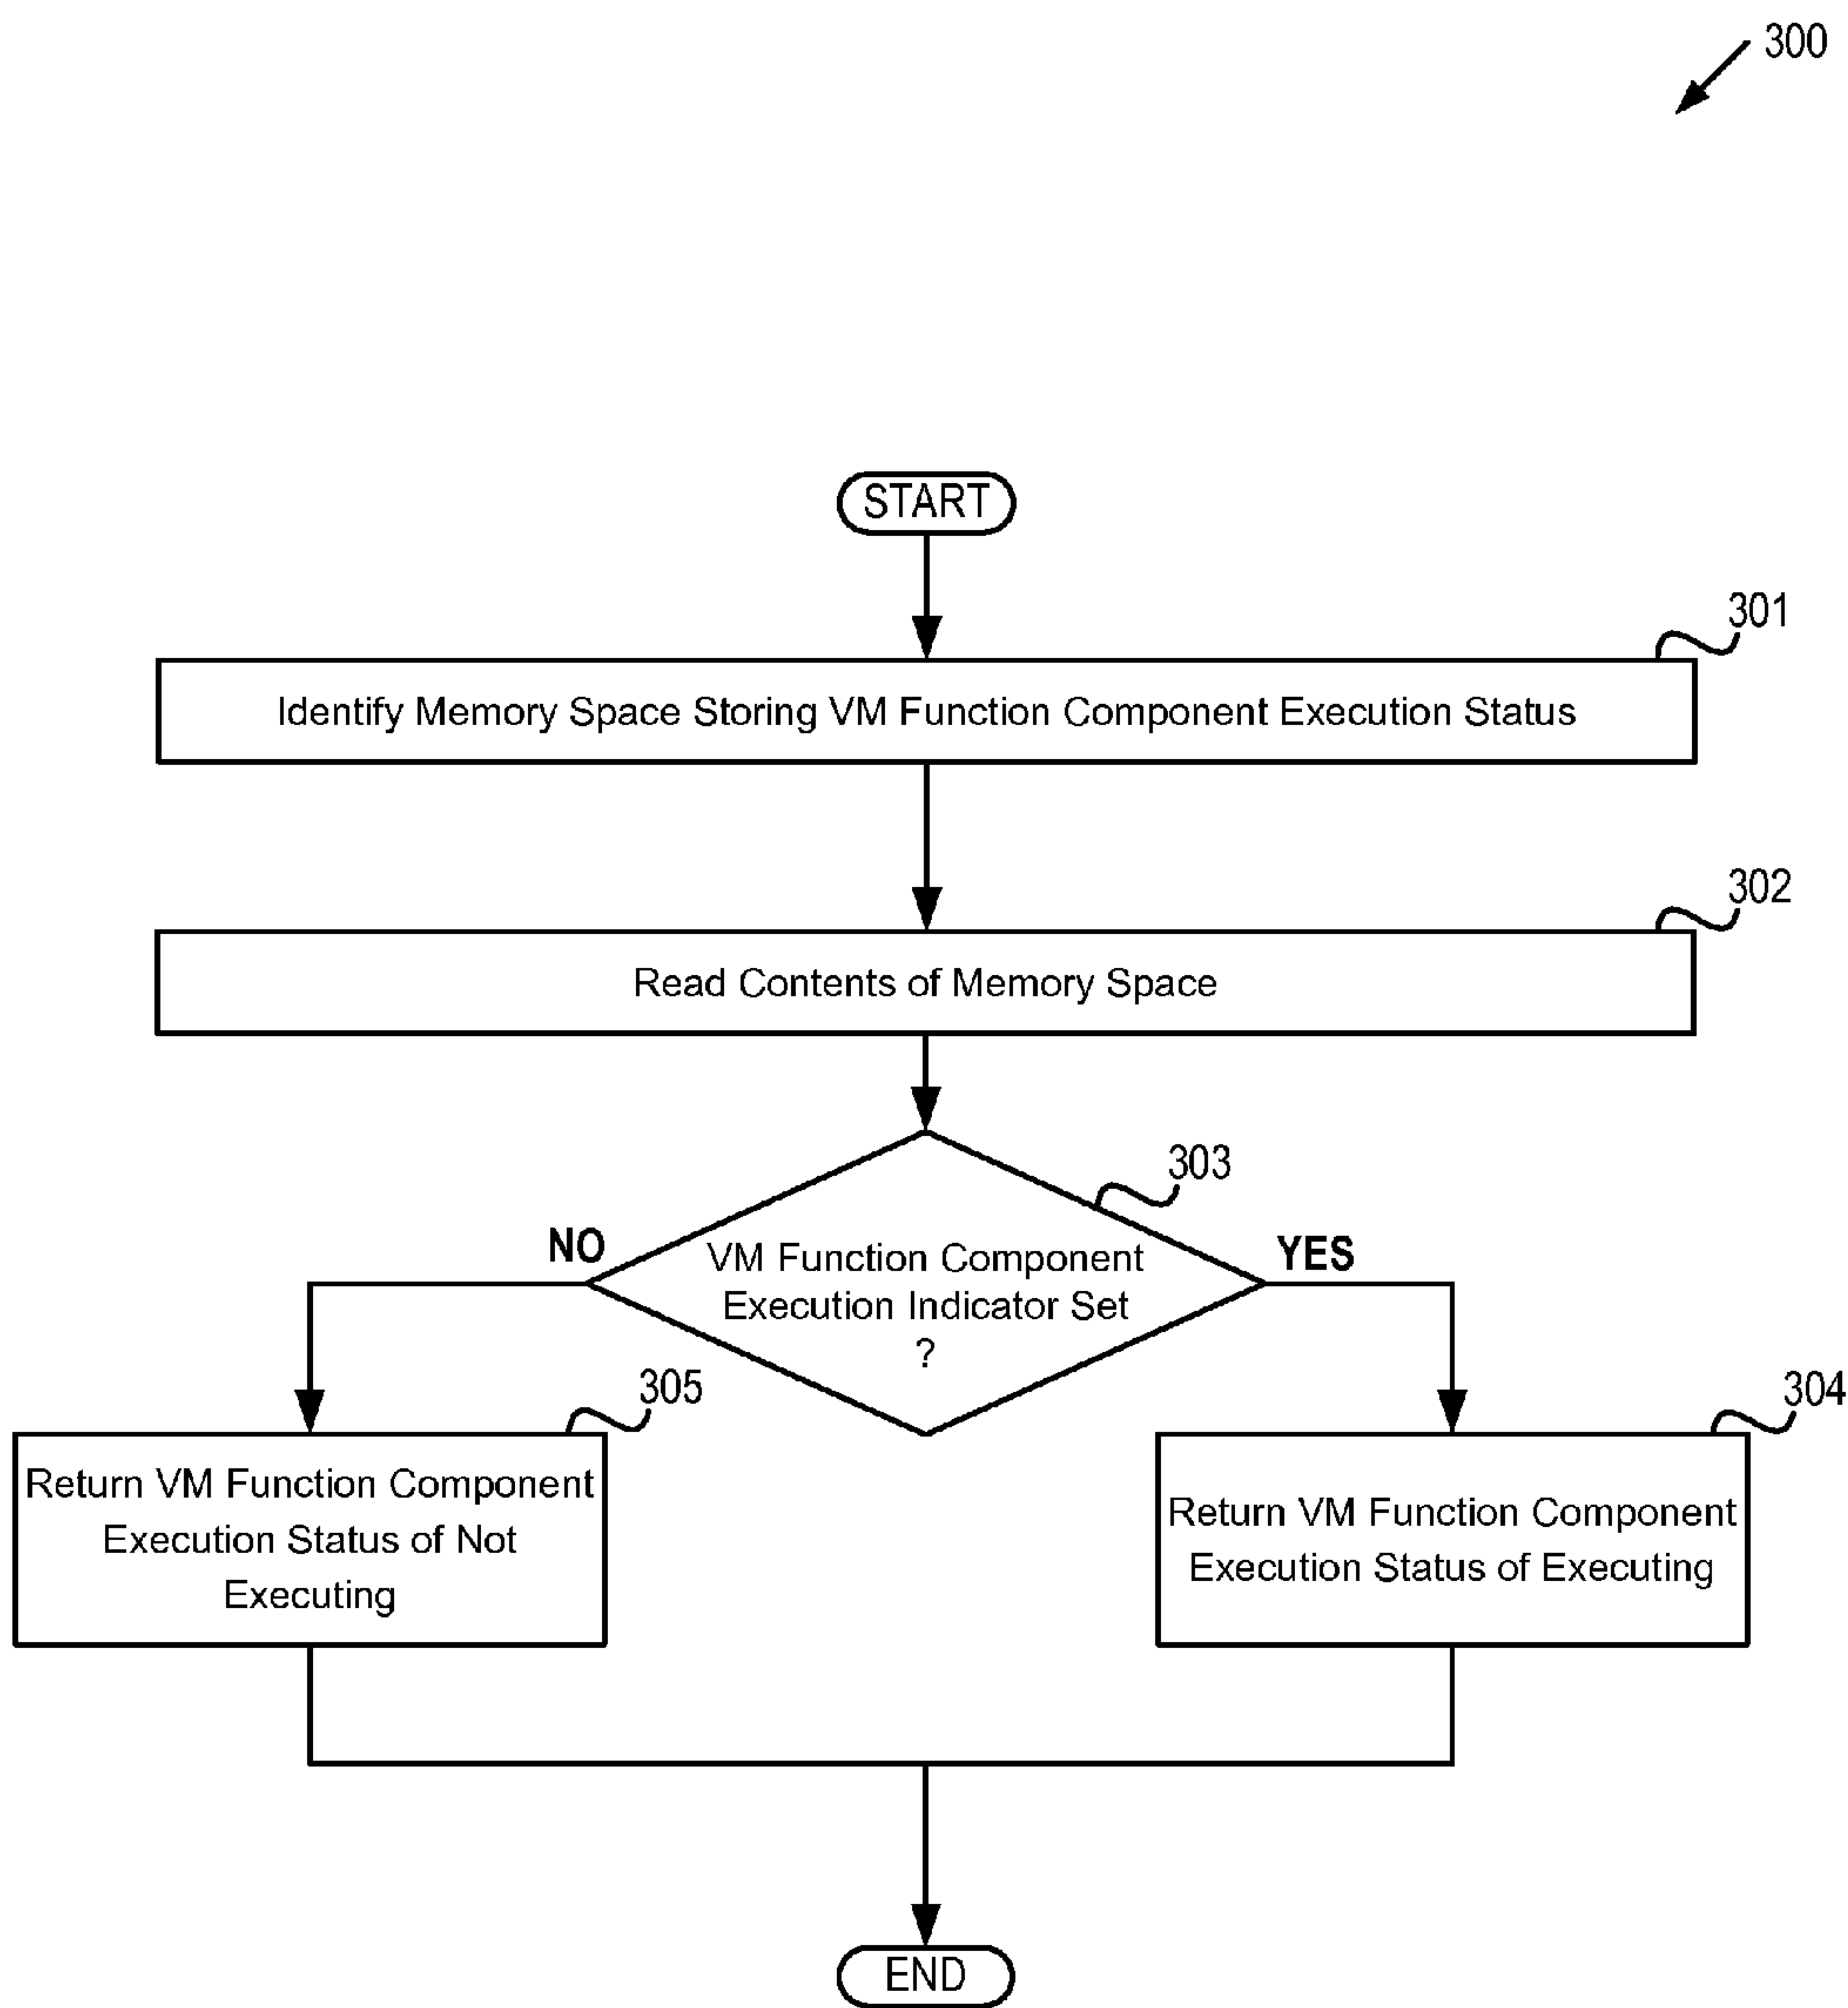 300
START
301
Identify Memory Space Storing VM Function Component Execution Status
302
Read Contents of Memory Space
303
NO
YES
VM Function Component
Execution Indicator Set
?
305
304
Return VM Function Component
Execution Status of Not
Executing
Return VM Function Component
Execution Status of Executing
END